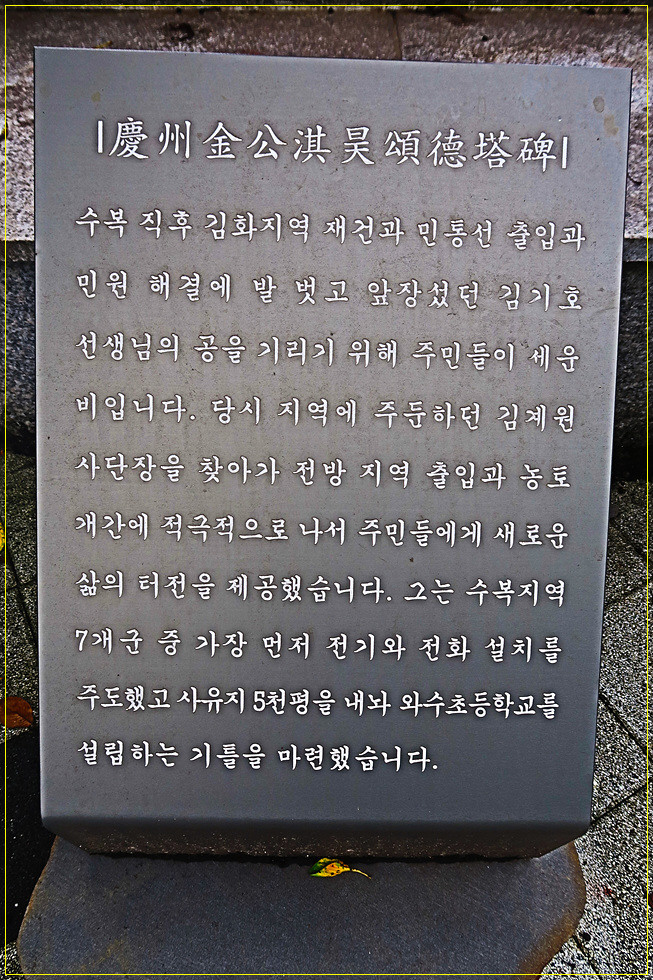 |慶州金公淇昊頌德塔碑|
수복 직후 김화지역 재건과 민통선 출입과
민원 해결에 발 벗고 앞장섰던 김기호
선생님의 공을 기리기 위해 주민들이 세운
비입니다. 당시 지역에 주둔하던 김계원
사단장을 찾아가 전방 지역 출입과 농토
개간에 적극적으로 나서 주민들에게 새로운
삶의 터전을 제공했습니다. 그는 수복지역
7개군 중 가장 먼저 전기와 전화 설치를
주도했고 사유지 5천평을 내놔 와수초등학교를
설립하는 기틀을 마련했습니다.